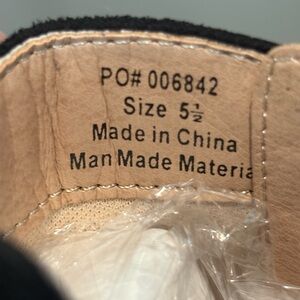 PO# 006842
Size 5½
Made in China
Man Made Materia